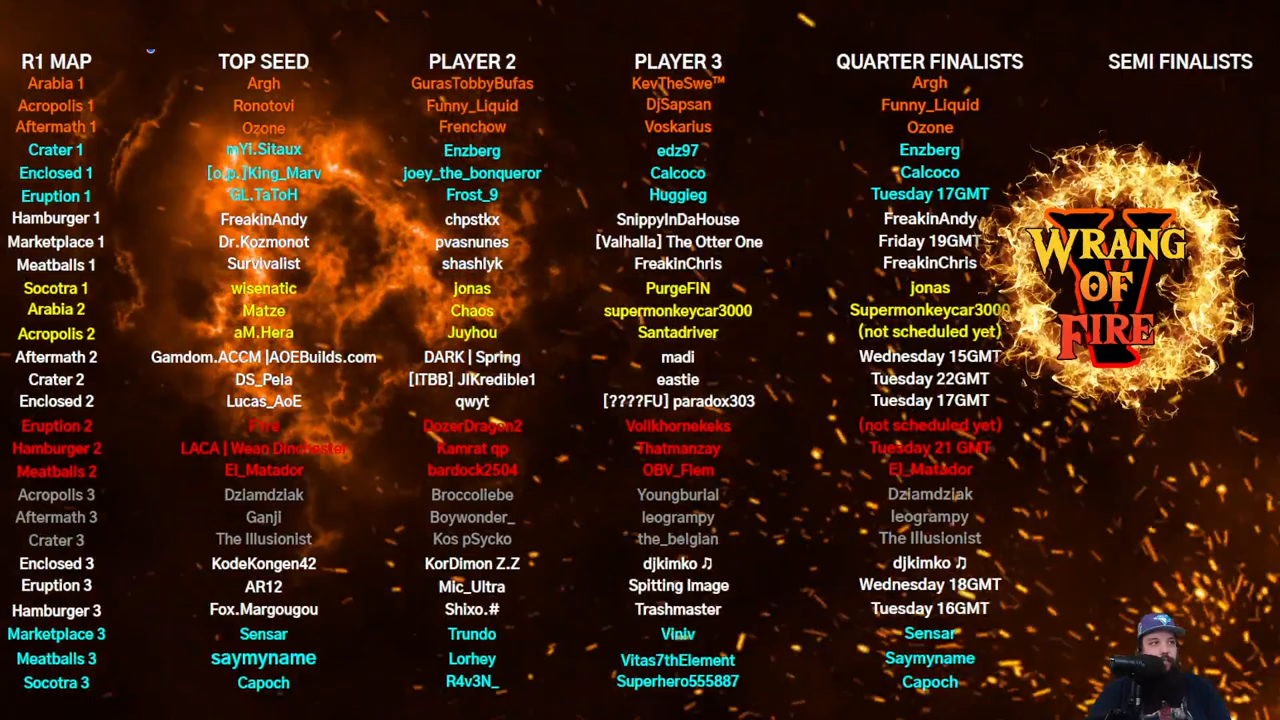 R1 MAP TOP SEED PLAYER 2 PLAYER 3 QUARTER FINALISTS SEMI FINALISTS
Arabia 1 Argh GurasTobbyBufas KevTheSwe™ Argh
Acropolis 1 Ronotovi Funny_Liquid DjSapsan Funny_Liquid
Aftermath 1 Ozone Frenchow Voskarius Ozone
Crater 1 mYi.Sitaux Enzberg edz97 Enzberg
Enclosed 1 [o.p.]King_Marv joey_the_bonqueror Calcoco Calcoco
Eruption 1 GL.TaToH Frost_9 Huggieg Tuesday 17GMT
Hamburger 1 FreakinAndy chpstkx SnippyInDaHouse FreakinAndy
Marketplace 1 Dr.Kozmonot pvasnunes [Valhalla] The Otter One Friday 19GMT
Meatballs 1 Survivalist shashlyk FreakinChris FreakinChris
Socotra 1 wisenatic jonas PurgeFIN jonas
Arabia 2 Matze Chaos supermonkeycar3000 Supermonkeycar3000
Acropolis 2 aM.Hera Juyhou Santadriver (not scheduled yet)
Aftermath 2 Gamdom.ACCM |AOEBuilds.com DARK | Spring madi Wednesday 15GMT
Crater 2 DS_Pela [ITBB] JIKredible1 eastie Tuesday 22GMT
Enclosed 2 Lucas_AoE qwyt [????FU] paradox303 Tuesday 17GMT
Eruption 2 F1re DozerDragon2 Vollkhornekeks (not scheduled yet)
Hamburger 2 LACA | Weap Dinchester Kamrat qp Thatmanzay Tuesday 21 GMT
Meatballs 2 El_Matador bardock2504 OBV_Flem El_Matador
Acropolis 3 Dziamdziak Broccoliebe Youngburial Dziamdziak
Aftermath 3 Ganji Boywonder_ leogrampy leogrampy
Crater 3 The Illusionist Kos pSycko the_belgian The Illusionist
Enclosed 3 KodeKongen42 KorDimon Z.Z djkimko ♫ djkimko ♫
Eruption 3 AR12 Mic_Ultra Spitting Image Wednesday 18GMT
Hamburger 3 Fox.Margougou Shixo.# Trashmaster Tuesday 16GMT
Marketplace 3 Sensar Trundo Viniv Sensar
Meatballs 3 saymyname Lorhey Vitas7thElement Saymyname
Socotra 3 Capoch R4v3N_ Superhero555887 Capoch
V
WRANG
OF
FIRE